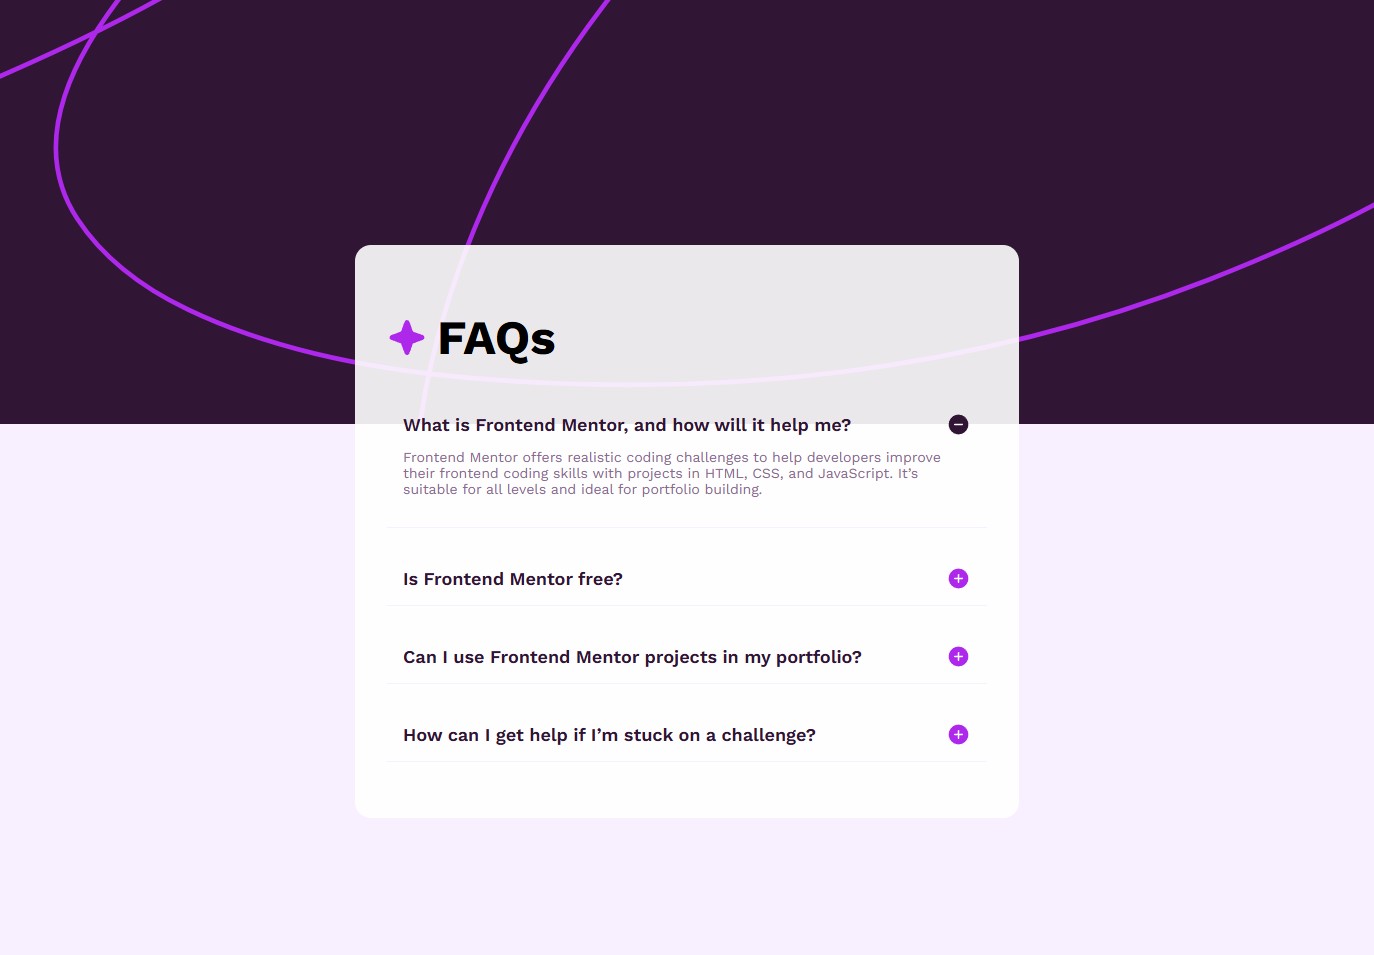 FAQs
What is Frontend Mentor, and how will it help me?
Frontend Mentor offers realistic coding challenges to help developers improve
their frontend coding skills with projects in HTML, CSS, and JavaScript. It’s
suitable for all levels and ideal for portfolio building.
Is Frontend Mentor free?
Can I use Frontend Mentor projects in my portfolio?
How can I get help if I’m stuck on a challenge?